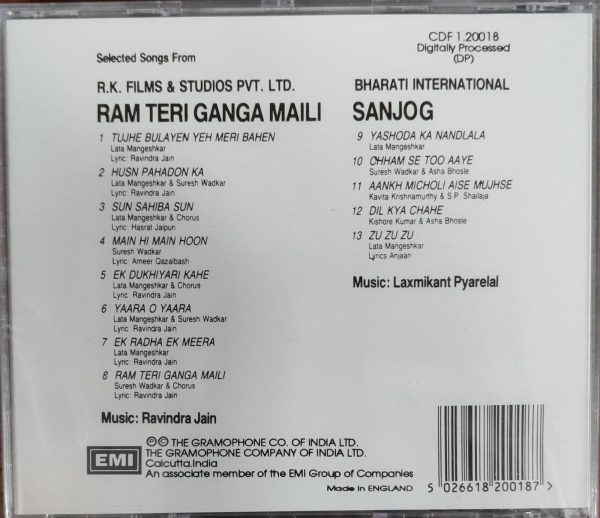 CDF 1.20018
Digitally Processed
(DP)
Selected Songs From
R.K. FILMS & STUDIOS PVT. LTD.
RAM TERI GANGA MAILI
1 TUJHE BULAYEN YEH MERI BAHEN
Lata Mangeshkar
Lyric: Ravindra Jain
2 HUSN PAHADON KA
Lata Mangeshkar & Suresh Wadkar
Lyric: Ravindra Jain
3 SUN SAHIBA SUN
Lata Mangeshkar & Chorus
Lyric: Hasrat Jaipuri
4 MAIN HI MAIN HOON
Suresh Wadkar
Lyric: Ameer Qazalbash
5 EK DUKHIYARI KAHE
Lata Mangeshkar & Chorus
Lyric: Ravindra Jain
6 YAARA O YAARA
Lata Mangeshkar & Suresh Wadkar
Lyric: Ravindra Jain
7 EK RADHA EK MEERA
Lata Mangeshkar
Lyric: Ravindra Jain
8 RAM TERI GANGA MAILI
Suresh Wadkar & Chorus
Lyric: Ravindra Jain
Music: Ravindra Jain
BHARATI INTERNATIONAL
SANJOG
9 YASHODA KA NANDLALA
Lata Mangeshkar
10 CHHAM SE TOO AAYE
Suresh Wadkar & Asha Bhosle
11 AANKH MICHOLI AISE MUJHSE
Kavita Krishnamurthy & S.P. Shailaja
12 DIL KYA CHAHE
Kishore Kumar & Asha Bhosle
13 ZU ZU ZU
Lata Mangeshkar
Lyrics Anjaan
Music: Laxmikant Pyarelal
EMI
℗© THE GRAMOPHONE CO. OF INDIA LTD.
THE GRAMOPHONE COMPANY OF INDIA LTD.
Calcutta.India
An associate member of the EMI Group of Companies
Made in ENGLAND
5 026618 200187 >